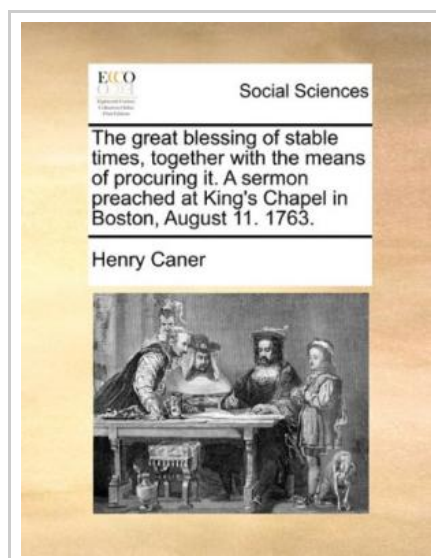 ECCO
Social Sciences
The great blessing of stable
times, together with the means
of procuring it. A sermon
preached at King's Chapel in
Boston, August 11. 1763.
Henry Caner